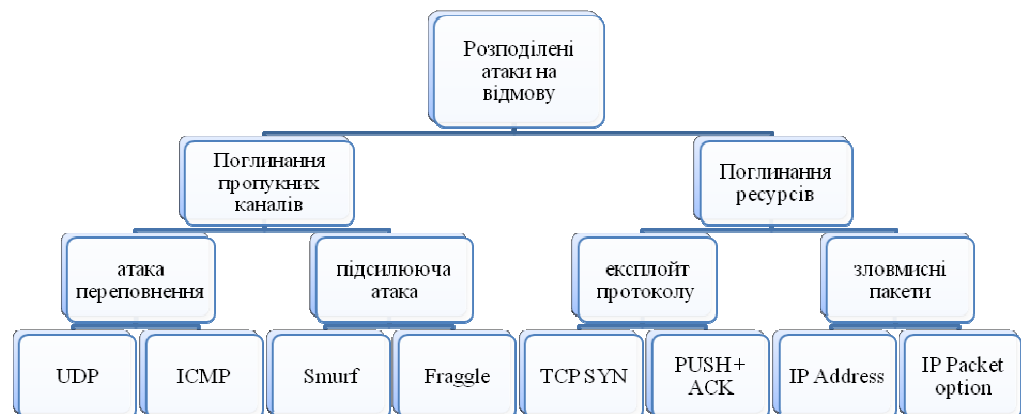 Розподілені
атаки на
відмову
Поглинання
пропукних
каналів
Поглинання
ресурсів
атака
переповнення
підсилююча
атака
експлойт
протоколу
зловмисні
пакети
UDP
ICMP
Smurf
Fraggle
TCP SYN
PUSH+
ACK
IP Address
IP Packet
option